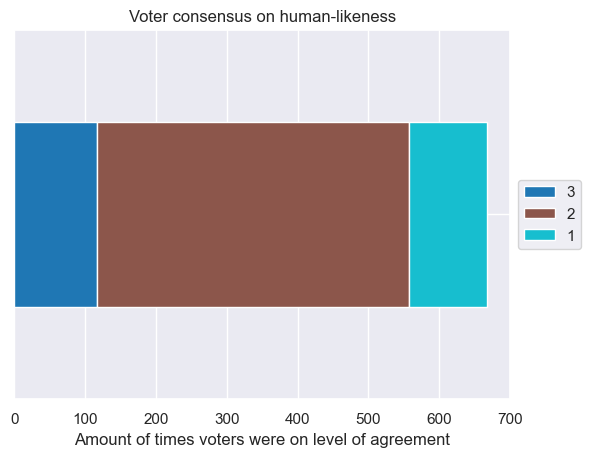 Voter consensus on human-likeness
3
2
1
0 100 200 300 400 500 600 700
Amount of times voters were on level of agreement